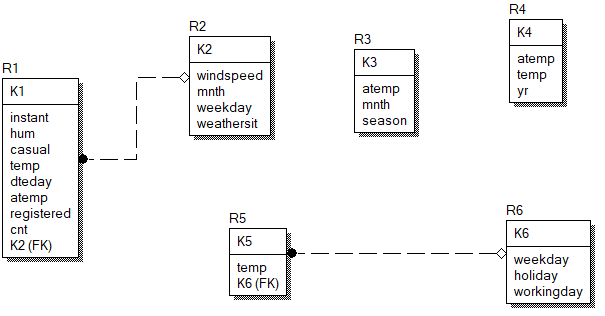 R1
K1
instant
hum
casual
temp
dteday
atemp
registered
cnt
K2 (FK)
R2
K2
windspeed
mnth
weekday
weathersit
R3
K3
atemp
mnth
season
R4
K4
atemp
temp
yr
R5
K5
temp
K6 (FK)
R6
K6
weekday
holiday
workingday